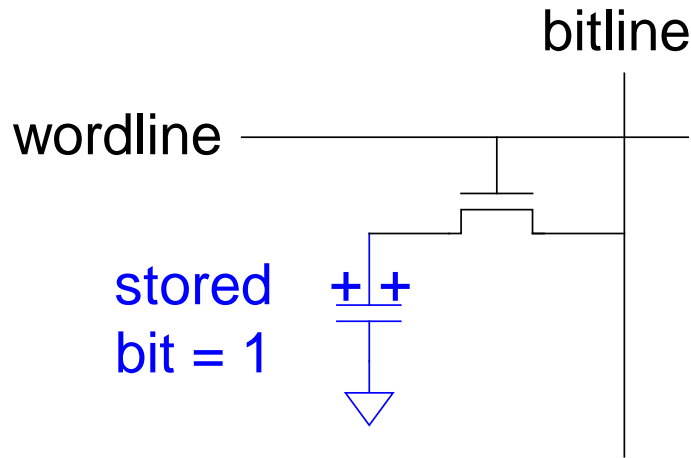 bitline
wordline
stored
bit = 1
++